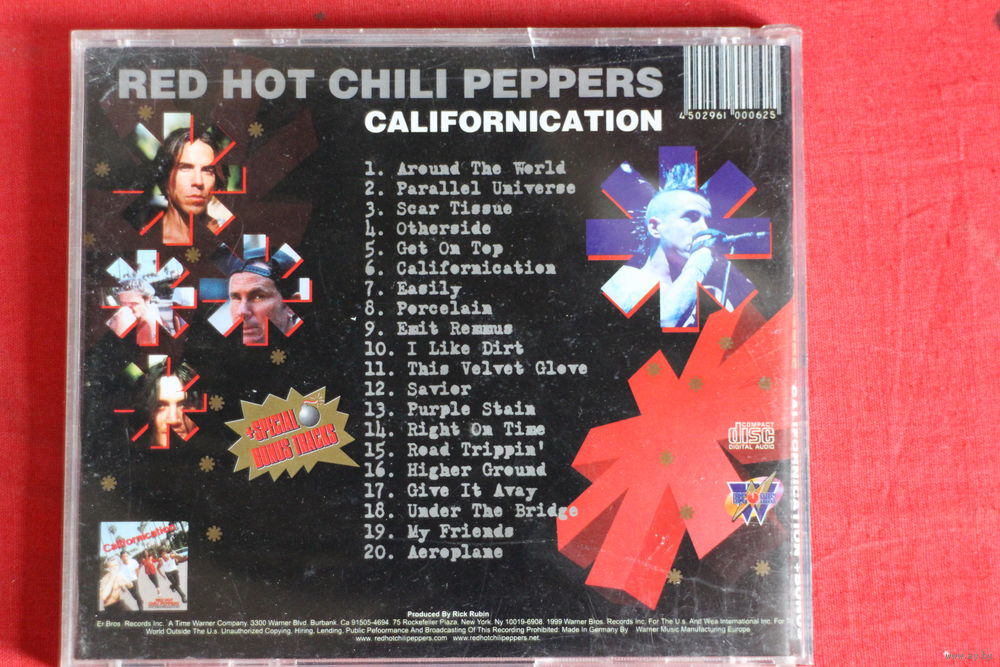 RED HOT CHILI PEPPERS
CALIFORNICATION
4502961 000625
1. Around The World
2. Parallel Universe
3. Scar Tissue
4. Otherside
5. Get On Top
6. Californication
7. Easily
8. Porcelain
9. Emit Remmus
10. I Like Dirt
11. This Velvet Glove
12. Savior
13. Purple Stain
14. Right On Time
15. Road Trippin'
16. Higher Ground
17. Give It Avay
18. Under The Bridge
19. My Friends
20. Aeroplane
+SPECIAL
BONUS TRACKS
COMPACT
disc
DIGITAL AUDIO
Californication
Produced By Rick Rubin
Er Bros. Records Inc. A Time Warner Company. 3300 Warner Blvd. Burbank. Ca 91505-4694. 75 Rockefeller Plaza, New York, Ny 10019-6908. 1999 Warner Bros. Records Inc. For The U.S. And Wea International Inc. For
World Outside The U.s. Unauthorized Copying, Hiring, Lending, Public Peformance And Broadcasting Of This Recording Prohibited. Made In Germany By Warner Music Manufacturing Europe
www.redhotchilipeppers.com www.redhotchilipeppers.net